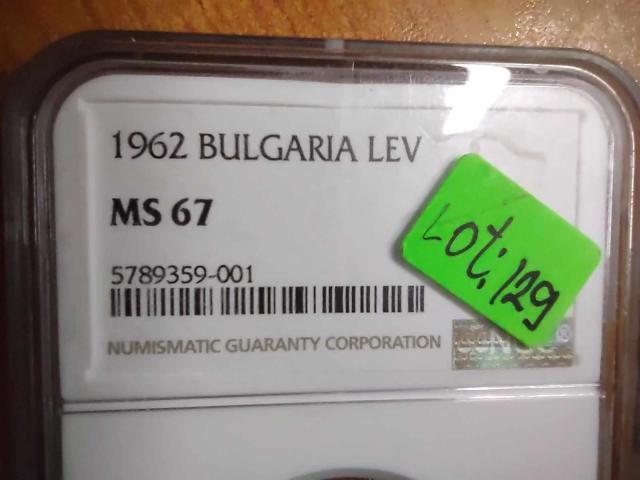 1962 BULGARIA LEV
MS 67
5789359-001
NUMISMATIC GUARANTY CORPORATION
Lot: 129